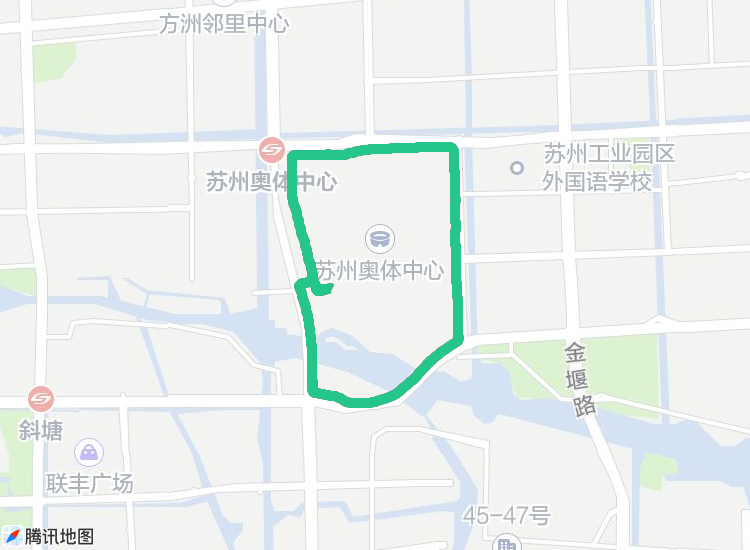 方洲邻里中心
苏州工业园区
外国语学校
苏州奥体中心
苏州奥体中心
金堰路
斜塘
联丰广场
45-47号
腾讯地图